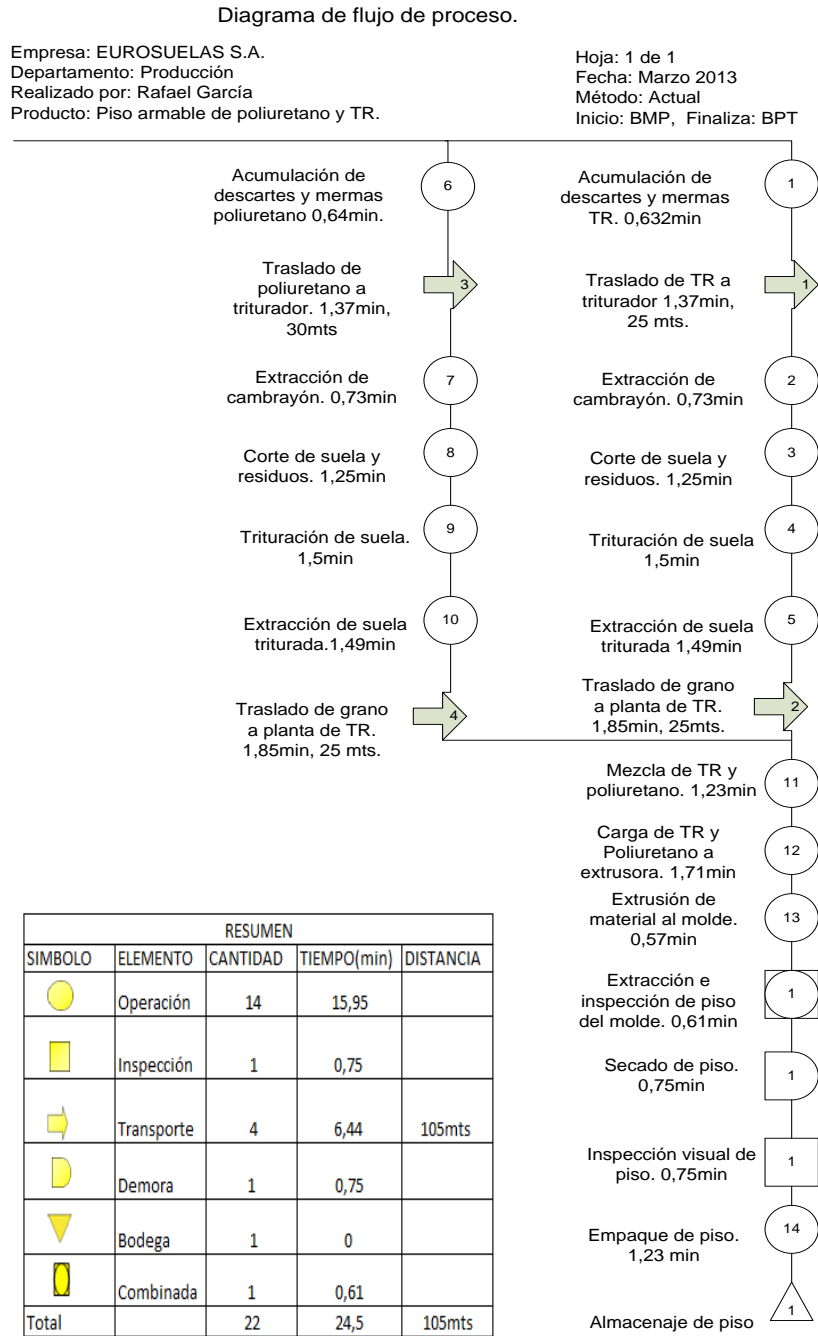 Diagrama de flujo de proceso.
Empresa: EUROSUELAS S.A.
Departamento: Producción
Realizado por: Rafael García
Producto: Piso armable de poliuretano y TR.
Hoja: 1 de 1
Fecha: Marzo 2013
Método: Actual
Inicio: BMP, Finaliza: BPT
Acumulación de
descartes y mermas
poliuretano 0,64min.
6
Traslado de
poliuretano a
triturador. 1,37min,
30mts
3
Extracción de
cambrayón. 0,73min
7
Corte de suela y
residuos. 1,25min
8
Trituración de suela.
1,5min
9
Extracción de suela
triturada.1,49min
10
Traslado de grano
a planta de TR.
1,85min, 25 mts.
4
Acumulación de
descartes y mermas
TR. 0,632min
1
Traslado de TR a
triturador 1,37min,
25 mts.
1
Extracción de
cambrayón. 0,73min
2
Corte de suela y
residuos. 1,25min
3
Trituración de suela
1,5min
4
Extracción de suela
triturada 1,49min
5
Traslado de grano
a planta de TR.
1,85min, 25mts.
2
Mezcla de TR y
poliuretano. 1,23min
11
Carga de TR y
Poliuretano a
extrusora. 1,71min
12
Extrusión de
material al molde.
0,57min
13
Extracción e
inspección de piso
del molde. 0,61min
1
Secado de piso.
0,75min
1
Inspección visual de
piso. 0,75min
1
Empaque de piso.
1,23 min
14
Almacenaje de piso
1
RESUMEN
SIMBOLO ELEMENTO CANTIDAD TIEMPO(min) DISTANCIA
Operación 14 15,95
Inspección 1 0,75
Transporte 4 6,44 105mts
Demora 1 0,75
Bodega 1 0
Combinada 1 0,61
Total 22 24,5 105mts